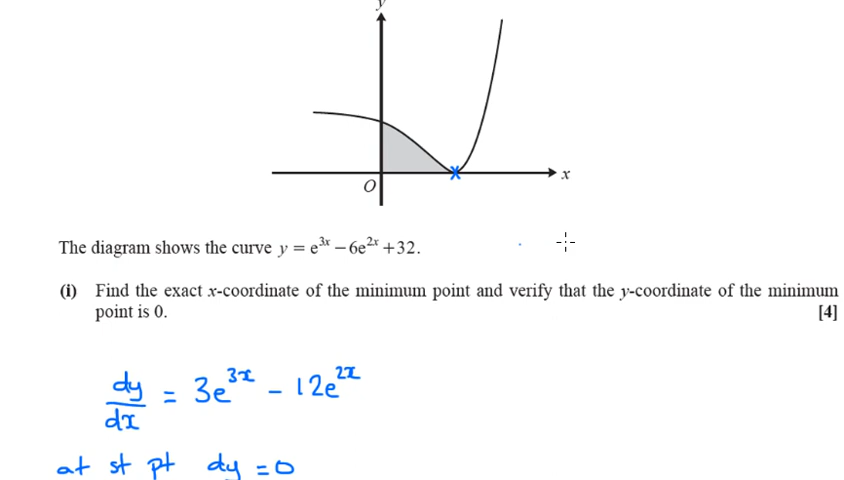 y
x
O
The diagram shows the curve y = e^{3x} − 6e^{2x} + 32.
(i) Find the exact x-coordinate of the minimum point and verify that the y-coordinate of the minimum
point is 0. [4]
dy/dx = 3e^{3x} − 12e^{2x}
at st pt dy = 0